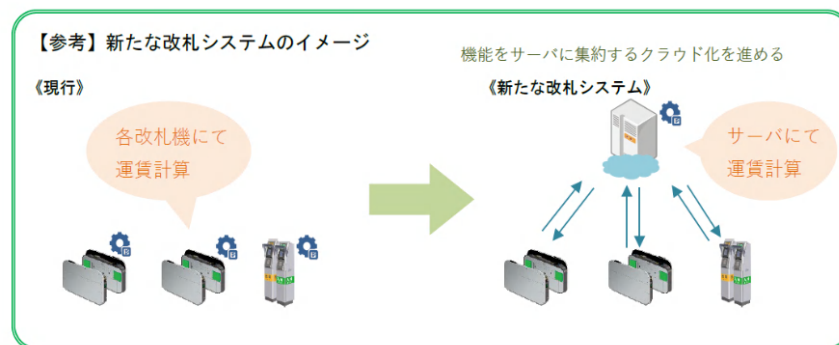 【参考】新たな改札システムのイメージ
機能をサーバに集約するクラウド化を進める
《現行》
各改札機にて
運賃計算
《新たな改札システム》
サーバにて
運賃計算